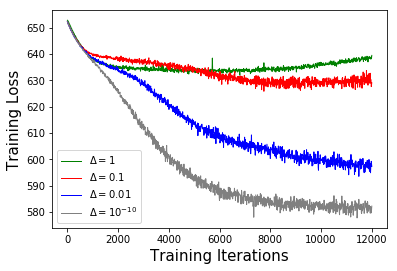 650
640
630
620
610
600
590
580
Training Loss
Δ = 1
Δ = 0.1
Δ = 0.01
Δ = 10⁻¹⁰
0 2000 4000 6000 8000 10000 12000
Training Iterations